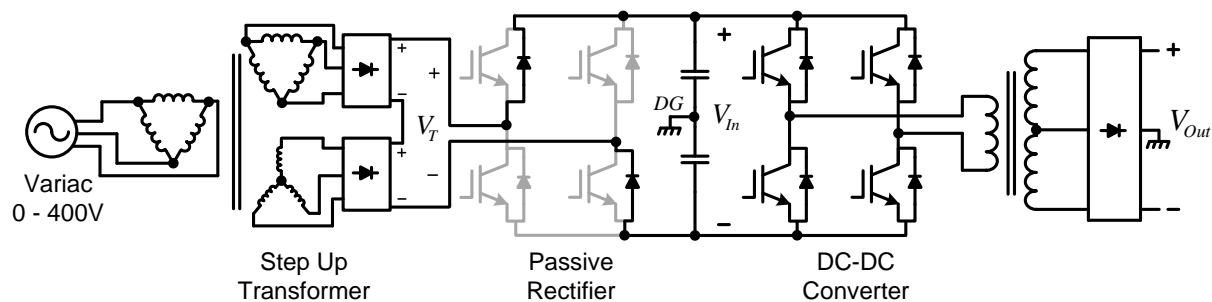 +
−
+
−
+
V_T
−
+
−
DG
V_In
+
−
+
V_Out
−
Variac
0 - 400V
Step Up
Transformer
Passive
Rectifier
DC-DC
Converter